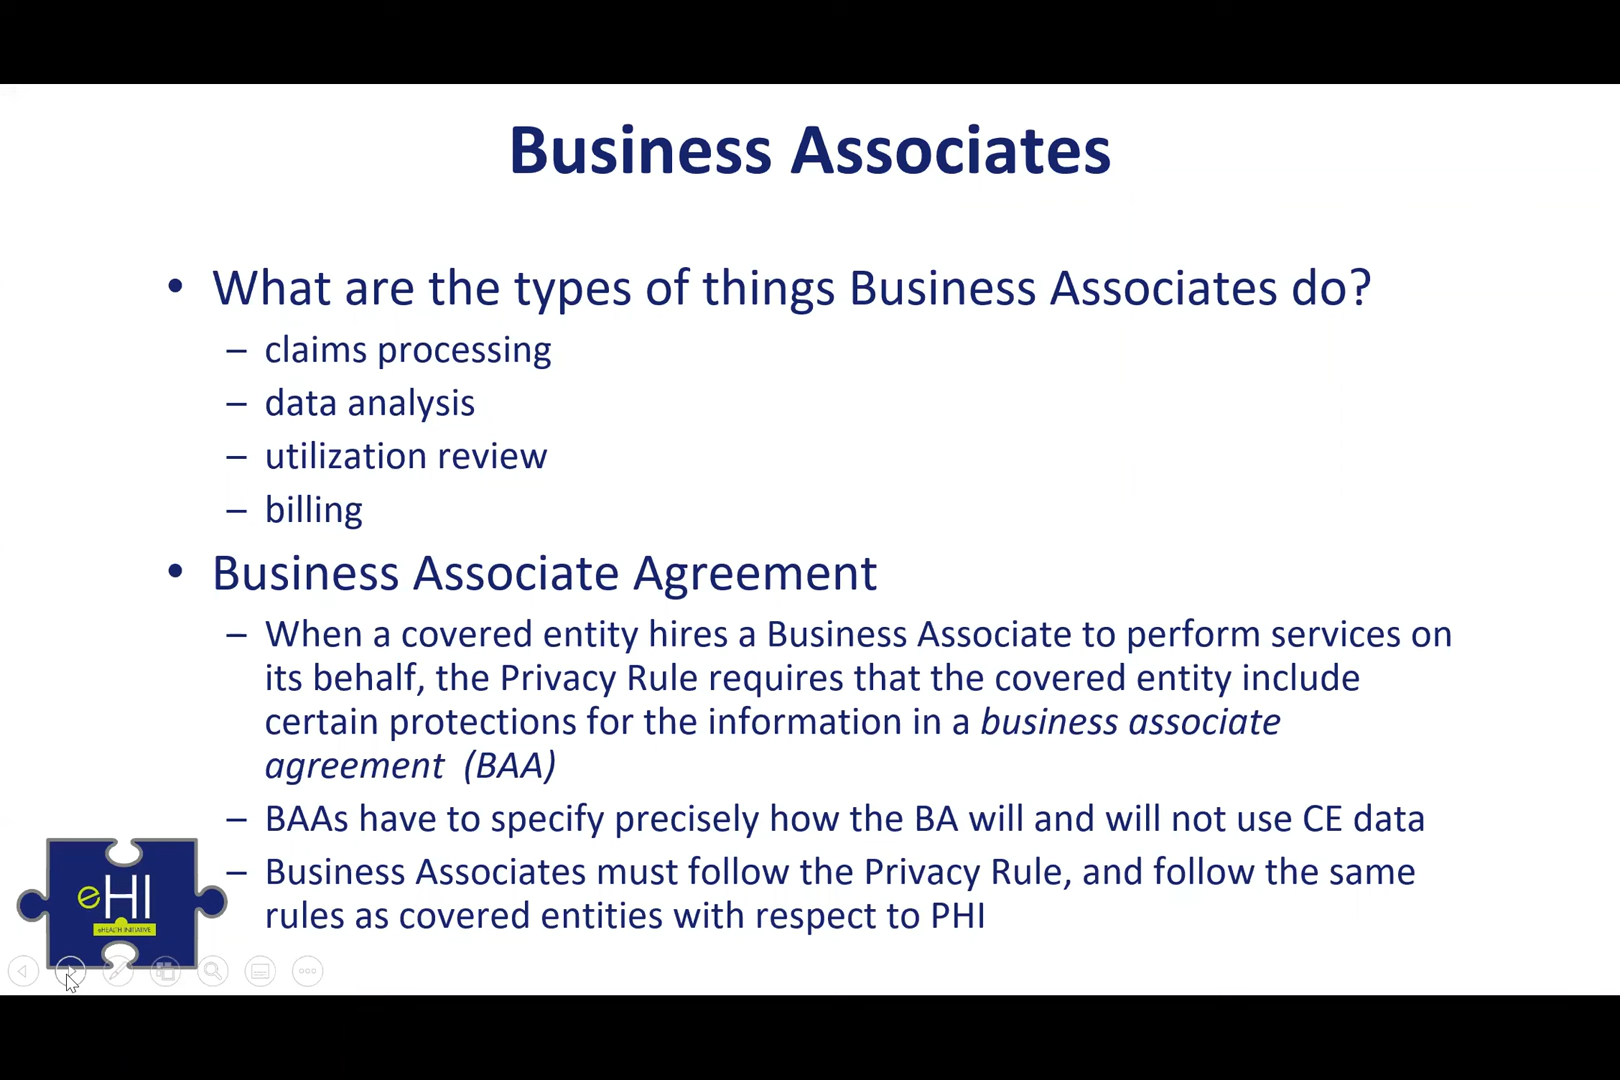 Business Associates
• What are the types of things Business Associates do?
– claims processing
– data analysis
– utilization review
– billing
• Business Associate Agreement
– When a covered entity hires a Business Associate to perform services on
its behalf, the Privacy Rule requires that the covered entity include
certain protections for the information in a business associate
agreement (BAA)
– BAAs have to specify precisely how the BA will and will not use CE data
– Business Associates must follow the Privacy Rule, and follow the same
rules as covered entities with respect to PHI
eHI
eHEALTH INITIATIVE